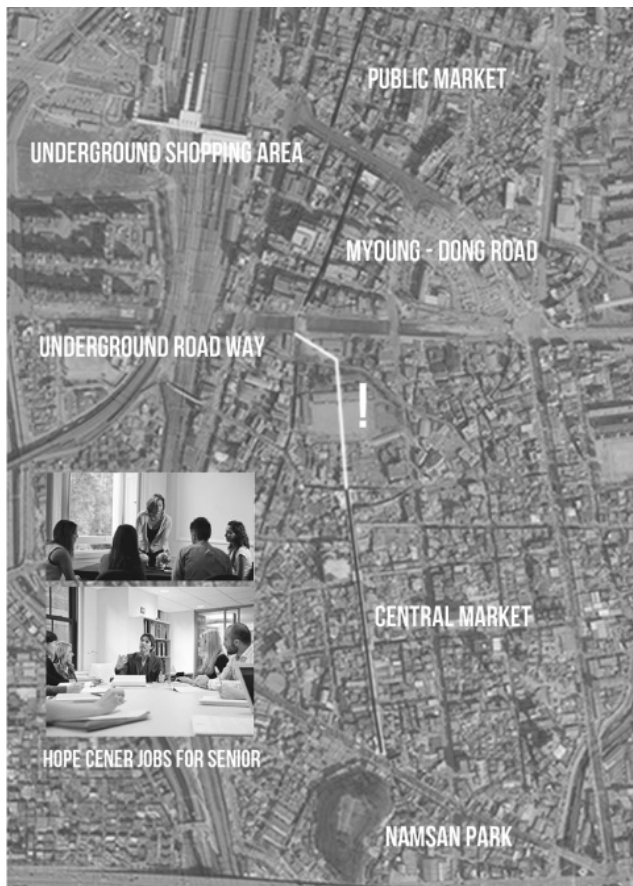 PUBLIC MARKET
UNDERGROUND SHOPPING AREA
MYOUNG - DONG ROAD
UNDERGROUND ROAD WAY
!
CENTRAL MARKET
HOPE CENER JOBS FOR SENIOR
NAMSAN PARK